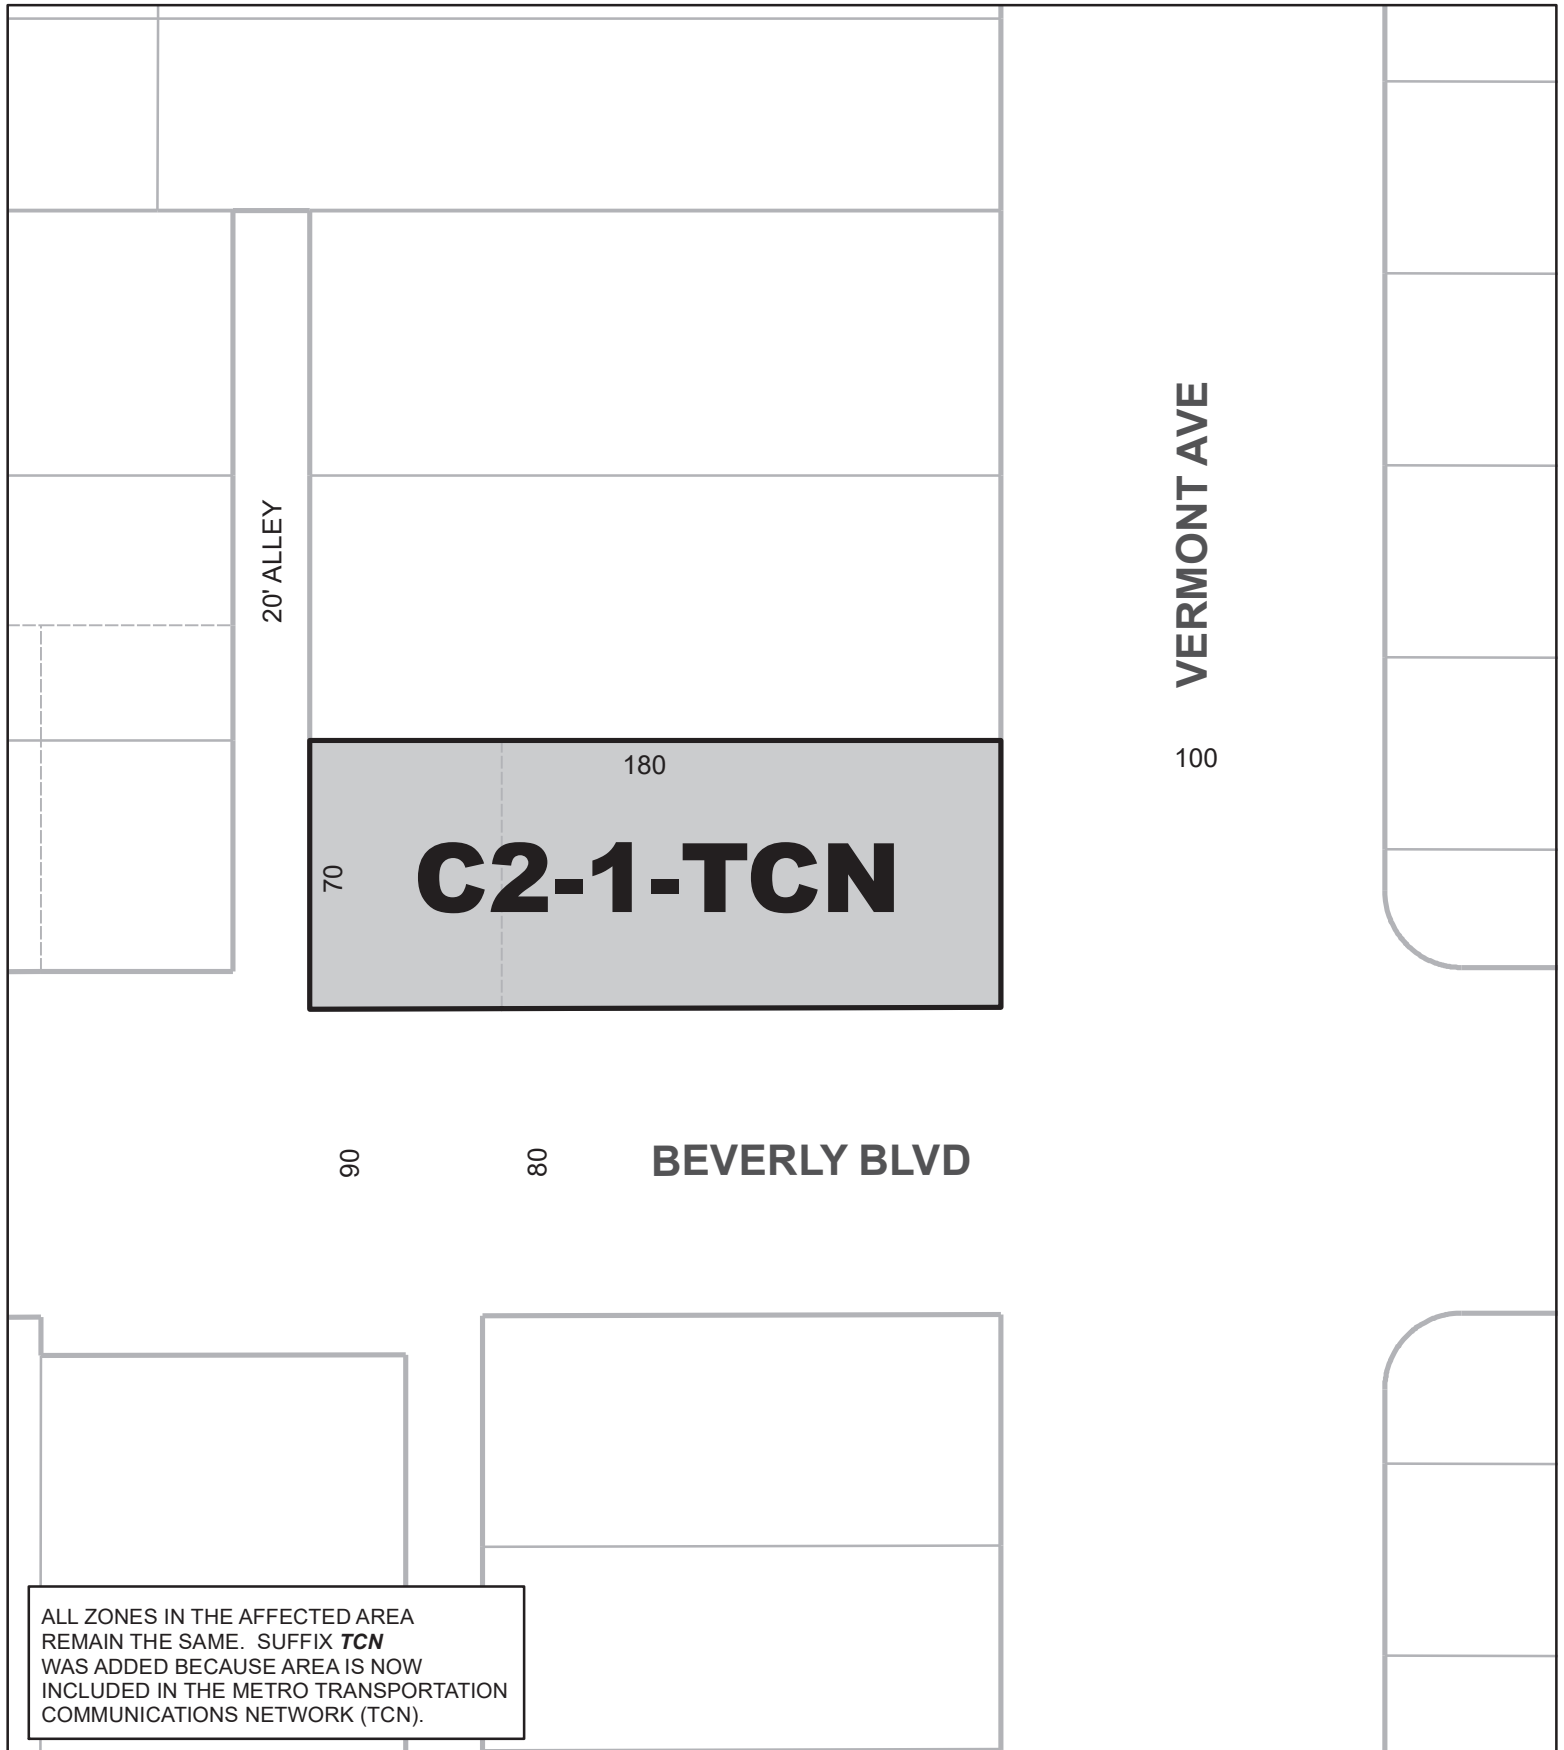 VERMONT AVE
20' ALLEY
180
100
70
C2-1-TCN
90
80
BEVERLY BLVD
ALL ZONES IN THE AFFECTED AREA
REMAIN THE SAME.  SUFFIX TCN
WAS ADDED BECAUSE AREA IS NOW
INCLUDED IN THE METRO TRANSPORTATION
COMMUNICATIONS NETWORK (TCN).